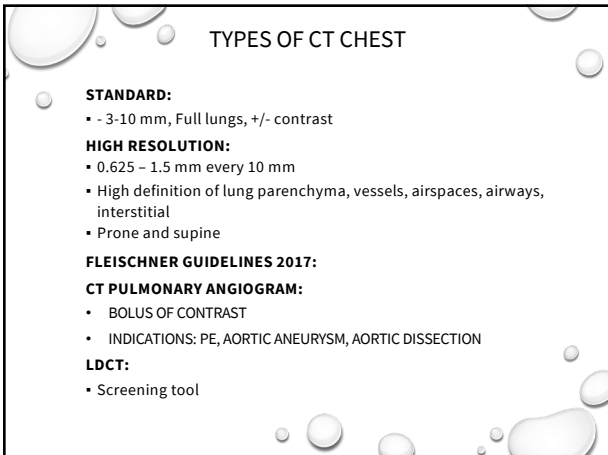 TYPES OF CT CHEST
STANDARD:
▪ - 3-10 mm, Full lungs, +/- contrast
HIGH RESOLUTION:
▪ 0.625 – 1.5 mm every 10 mm
▪ High definition of lung parenchyma, vessels, airspaces, airways,
interstitial
▪ Prone and supine
FLEISCHNER GUIDELINES 2017:
CT PULMONARY ANGIOGRAM:
• BOLUS OF CONTRAST
• INDICATIONS: PE, AORTIC ANEURYSM, AORTIC DISSECTION
LDCT:
▪ Screening tool